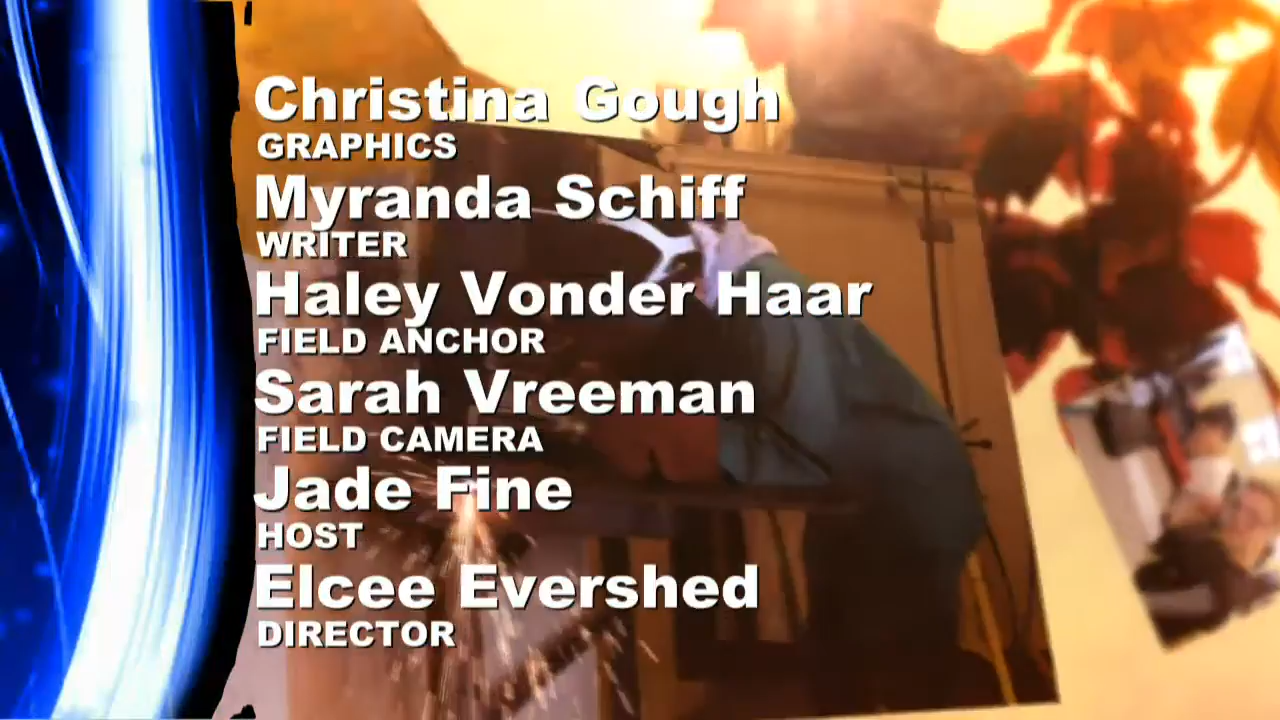 Christina Gough
GRAPHICS
Myranda Schiff
WRITER
Haley Vonder Haar
FIELD ANCHOR
Sarah Vreeman
FIELD CAMERA
Jade Fine
HOST
Elcee Evershed
DIRECTOR